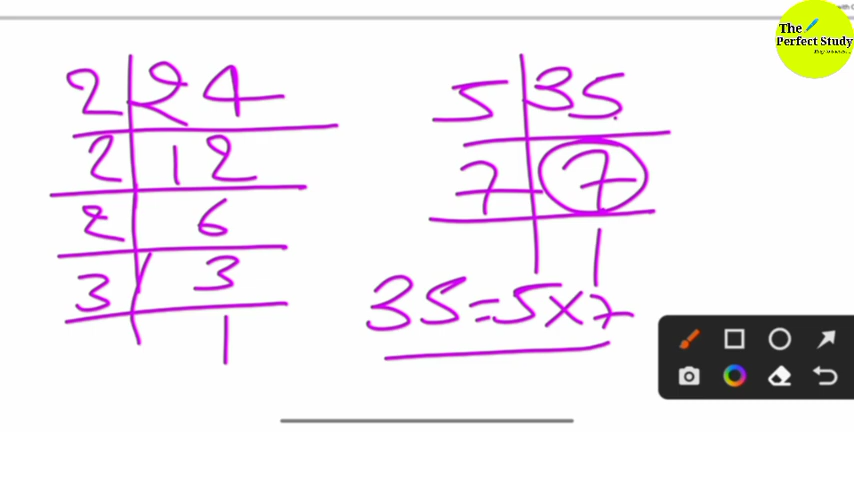 The
Perfect Study
2 | 24
2 | 12
2 | 6
3 | 3
1
5 | 35
7 | 7
1
35=5×7